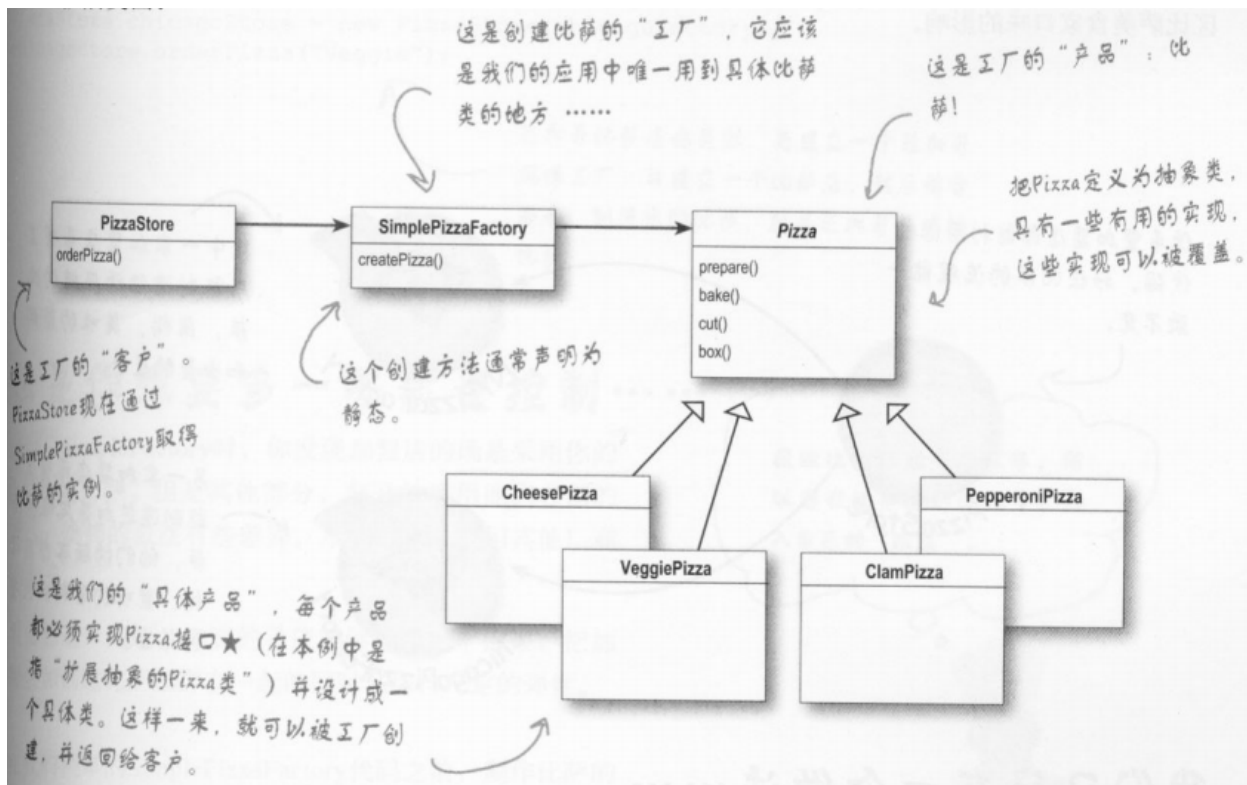 这是创建比萨的“工厂”，它应该
是我们的应用中唯一用到具体比萨
类的地方……
这是工厂的“产品”：比
萨！
把Pizza定义为抽象类，
具有一些有用的实现，
这些实现可以被覆盖。
PizzaStore
orderPizza()
SimplePizzaFactory
createPizza()
Pizza
prepare()
bake()
cut()
box()
这是工厂的“客户”。
PizzaStore现在通过
SimplePizzaFactory取得
比萨的实例。
这个创建方法通常声明为
静态。
CheesePizza
VeggiePizza
ClamPizza
PepperoniPizza
这是我们的“具体产品”，每个产品
都必须实现Pizza接口★（在本例中是
指“扩展抽象的Pizza类”）并设计成一
个具体类。这样一来，就可以被工厂创
建，并返回给客户。